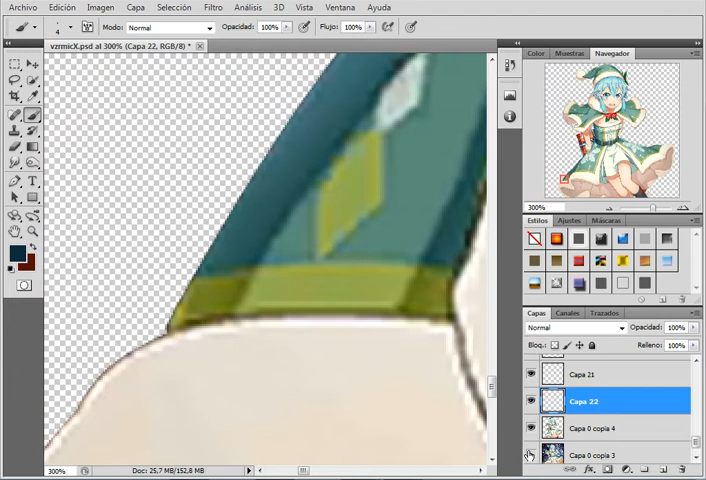 Archivo Edición Imagen Capa Selección Filtro Análisis 3D Vista Ventana Ayuda
4 Modo: Normal Opacidad: 100% Flujo: 100%
vzrmicX.psd al 300% (Capa 22, RGB/8) *
Color Muestras Navegador
300%
Estilos Ajustes Máscaras
Capas Canales Trazados
Normal Opacidad: 100%
Bloq.: Relleno: 100%
Capa 21
Capa 22
Capa 0 copia 4
Capa 0 copia 3
300% Doc: 25,7 MB/152,8 MB